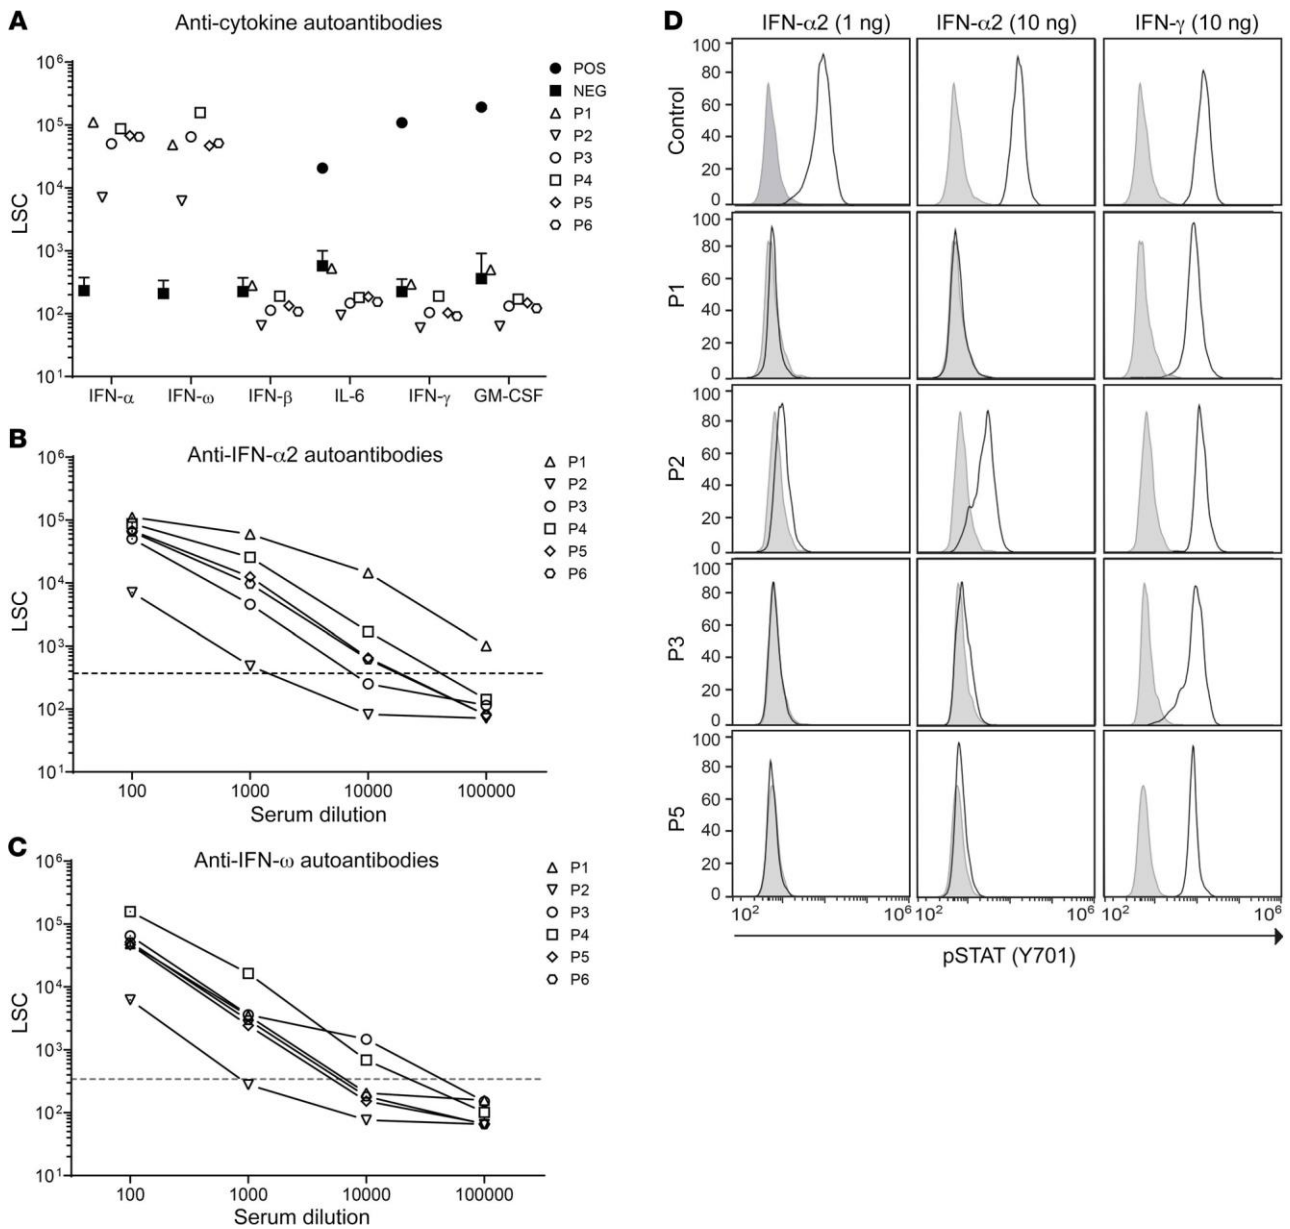 A
Anti-cytokine autoantibodies
10⁶
10⁵
10⁴
10³
10²
10¹
LSC
IFN-α
IFN-ω
IFN-β
IL-6
IFN-γ
GM-CSF
POS
NEG
P1
P2
P3
P4
P5
P6
B
Anti-IFN-α2 autoantibodies
10⁶
10⁵
10⁴
10³
10²
10¹
LSC
100
1000
10000
100000
Serum dilution
P1
P2
P3
P4
P5
P6
C
Anti-IFN-ω autoantibodies
10⁶
10⁵
10⁴
10³
10²
10¹
LSC
100
1000
10000
100000
Serum dilution
P1
P2
P3
P4
P5
P6
D
IFN-α2 (1 ng)
IFN-α2 (10 ng)
IFN-γ (10 ng)
Control
100
80
60
40
20
0
P1
100
80
60
40
20
0
P2
100
80
60
40
20
0
P3
100
80
60
40
20
0
P5
100
80
60
40
20
0
10²
10⁶
10²
10⁶
10²
10⁶
pSTAT (Y701)